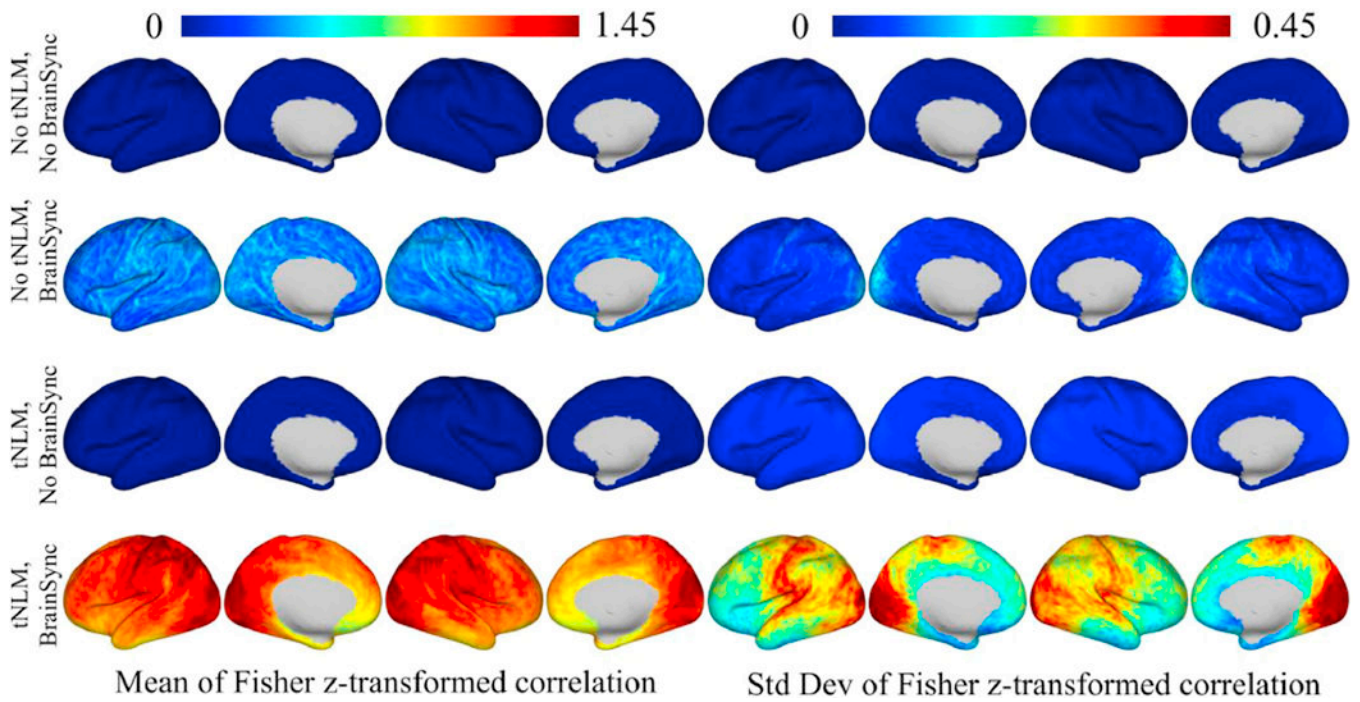 0 1.45 0 0.45
No tNLM,
No BrainSync
No tNLM,
BrainSync
tNLM,
No BrainSync
tNLM,
BrainSync
Mean of Fisher z-transformed correlation Std Dev of Fisher z-transformed correlation